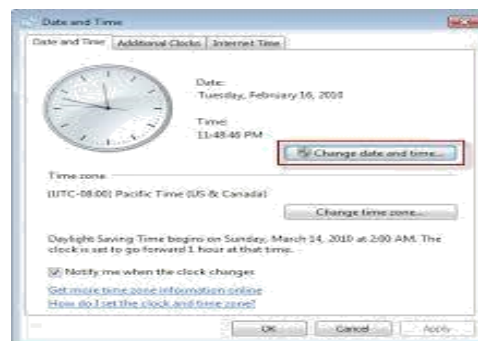 Date and Time
Date and Time Additional Clocks Internet Time
Date:
Tuesday, February 16, 2010
Time:
11:48:46 PM
Change date and time...
Time zone
(UTC-08:00) Pacific Time (US & Canada)
Change time zone...
Daylight Saving Time begins on Sunday, March 14, 2010 at 2:00 AM. The
clock is set to go forward 1 hour at that time.
Notify me when the clock changes
Get more time zone information online
How do I set the clock and time zone?
OK Cancel Apply